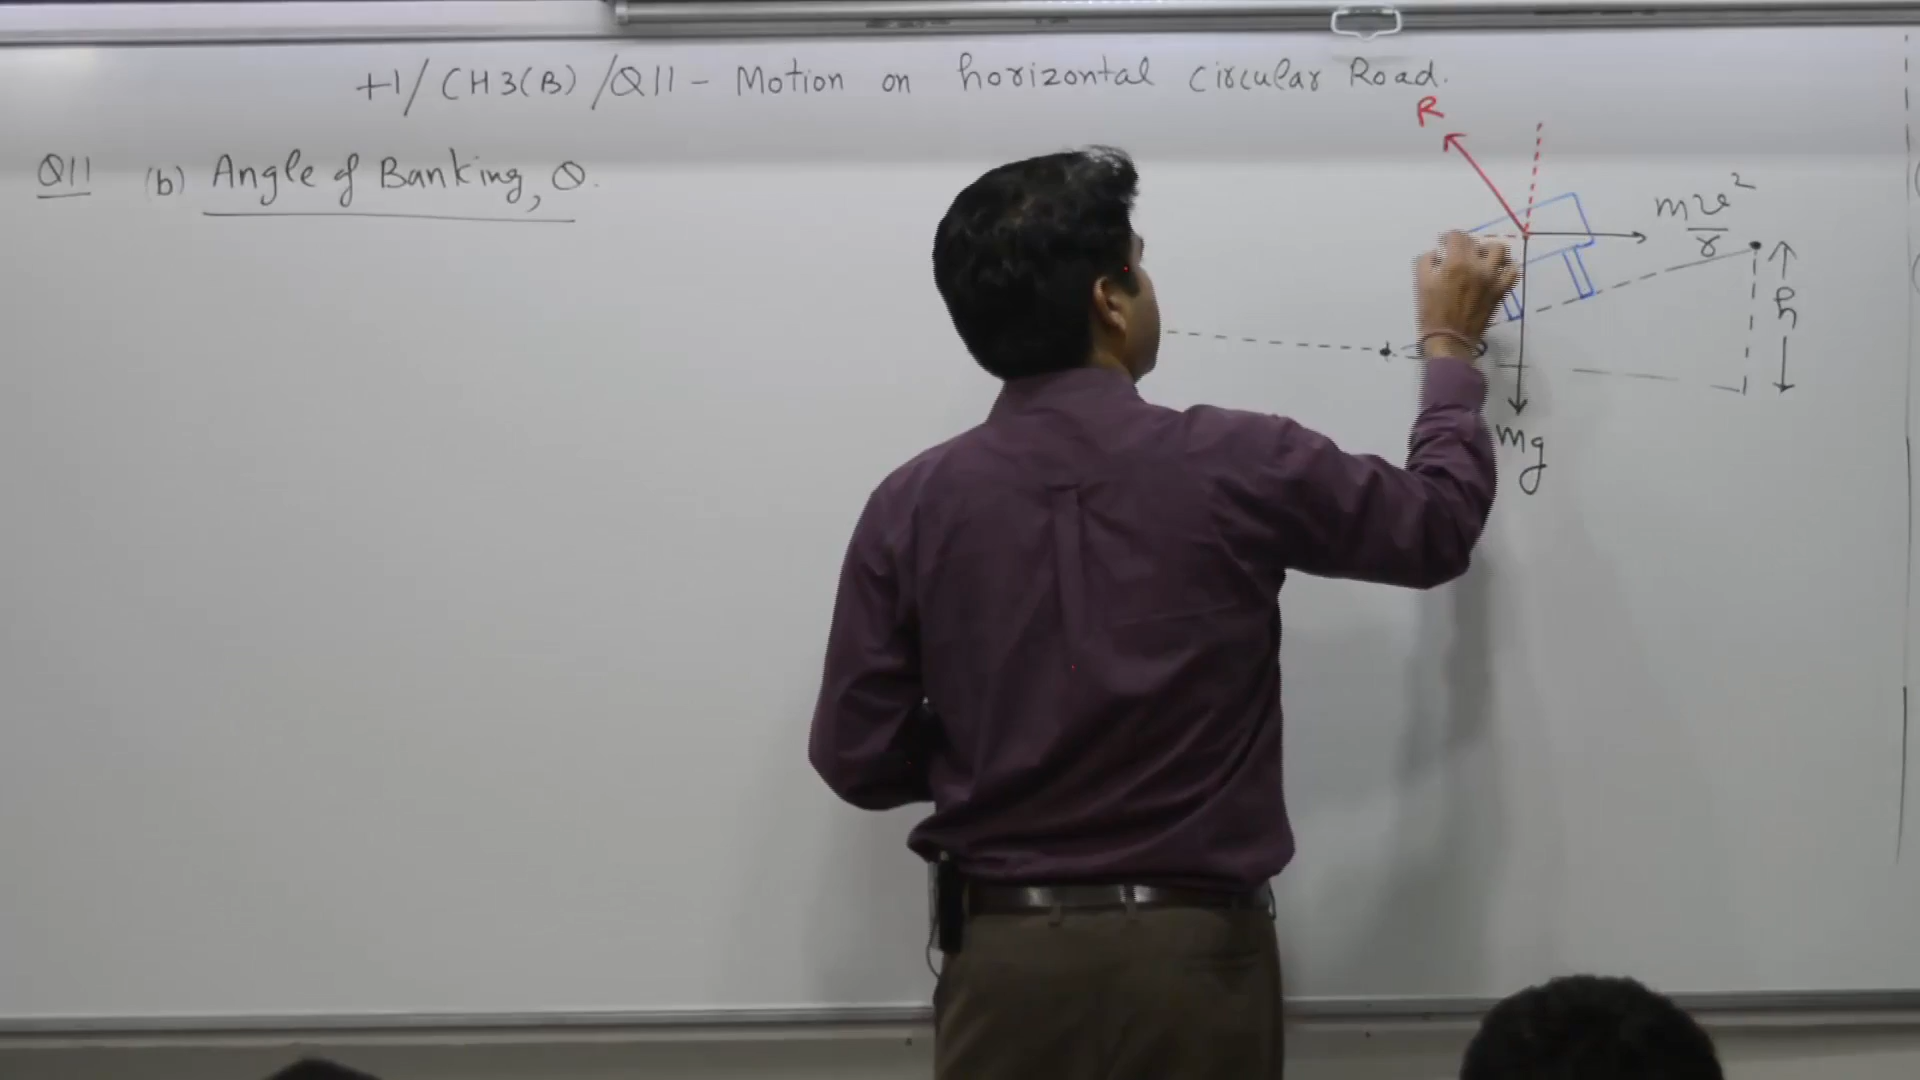 +1/CH3(B)/Q11 - Motion on horizontal Circular Road.
Q11 (b) Angle of Banking, θ.
R
mv²/r
h
mg